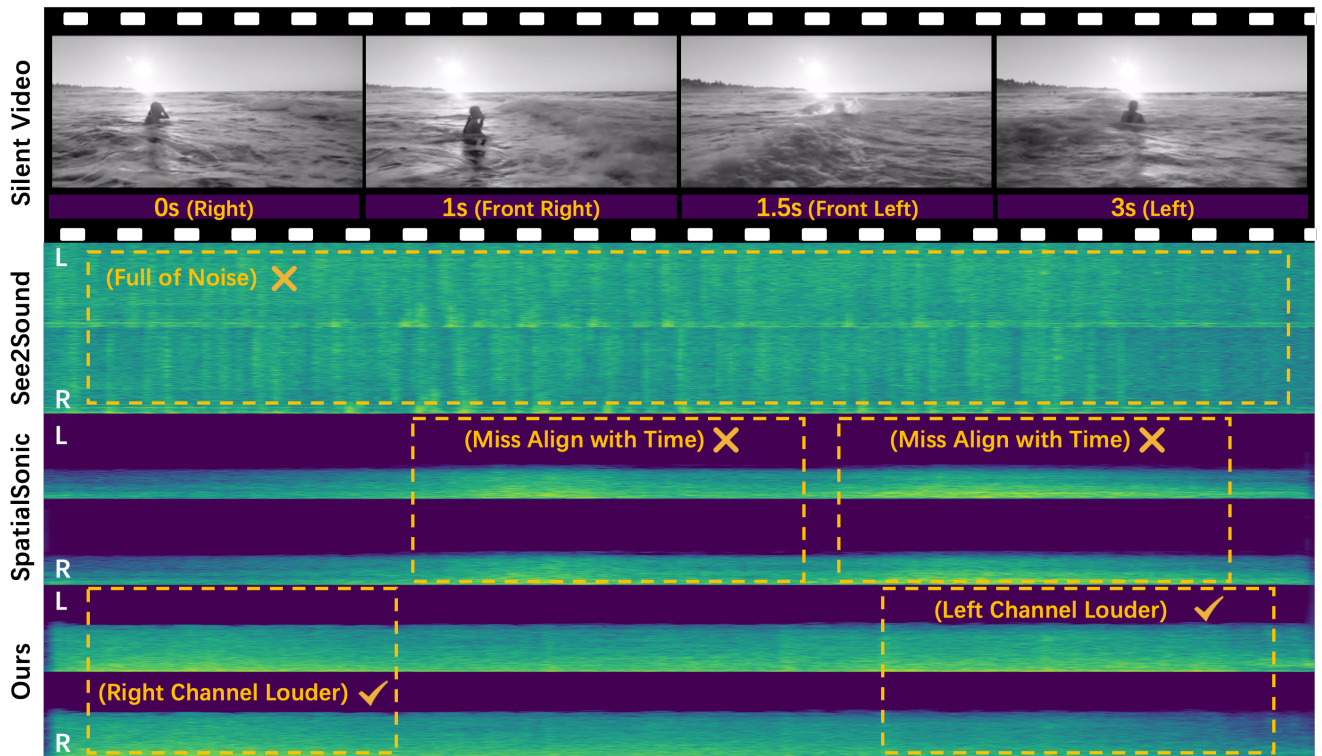 Silent Video
0s (Right)
1s (Front Right)
1.5s (Front Left)
3s (Left)
See2Sound
L
(Full of Noise)
R
SpatialSonic
L
(Miss Align with Time)
(Miss Align with Time)
R
Ours
L
(Left Channel Louder)
(Right Channel Louder)
R